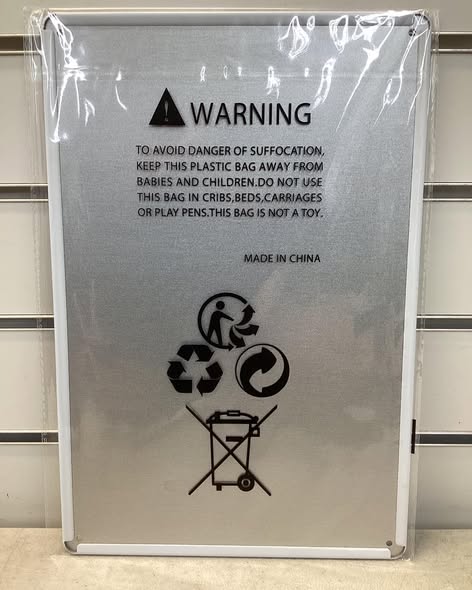 WARNING
TO AVOID DANGER OF SUFFOCATION,
KEEP THIS PLASTIC BAG AWAY FROM
BABIES AND CHILDREN.DO NOT USE
THIS BAG IN CRIBS,BEDS,CARRIAGES
OR PLAY PENS.THIS BAG IS NOT A TOY.
MADE IN CHINA